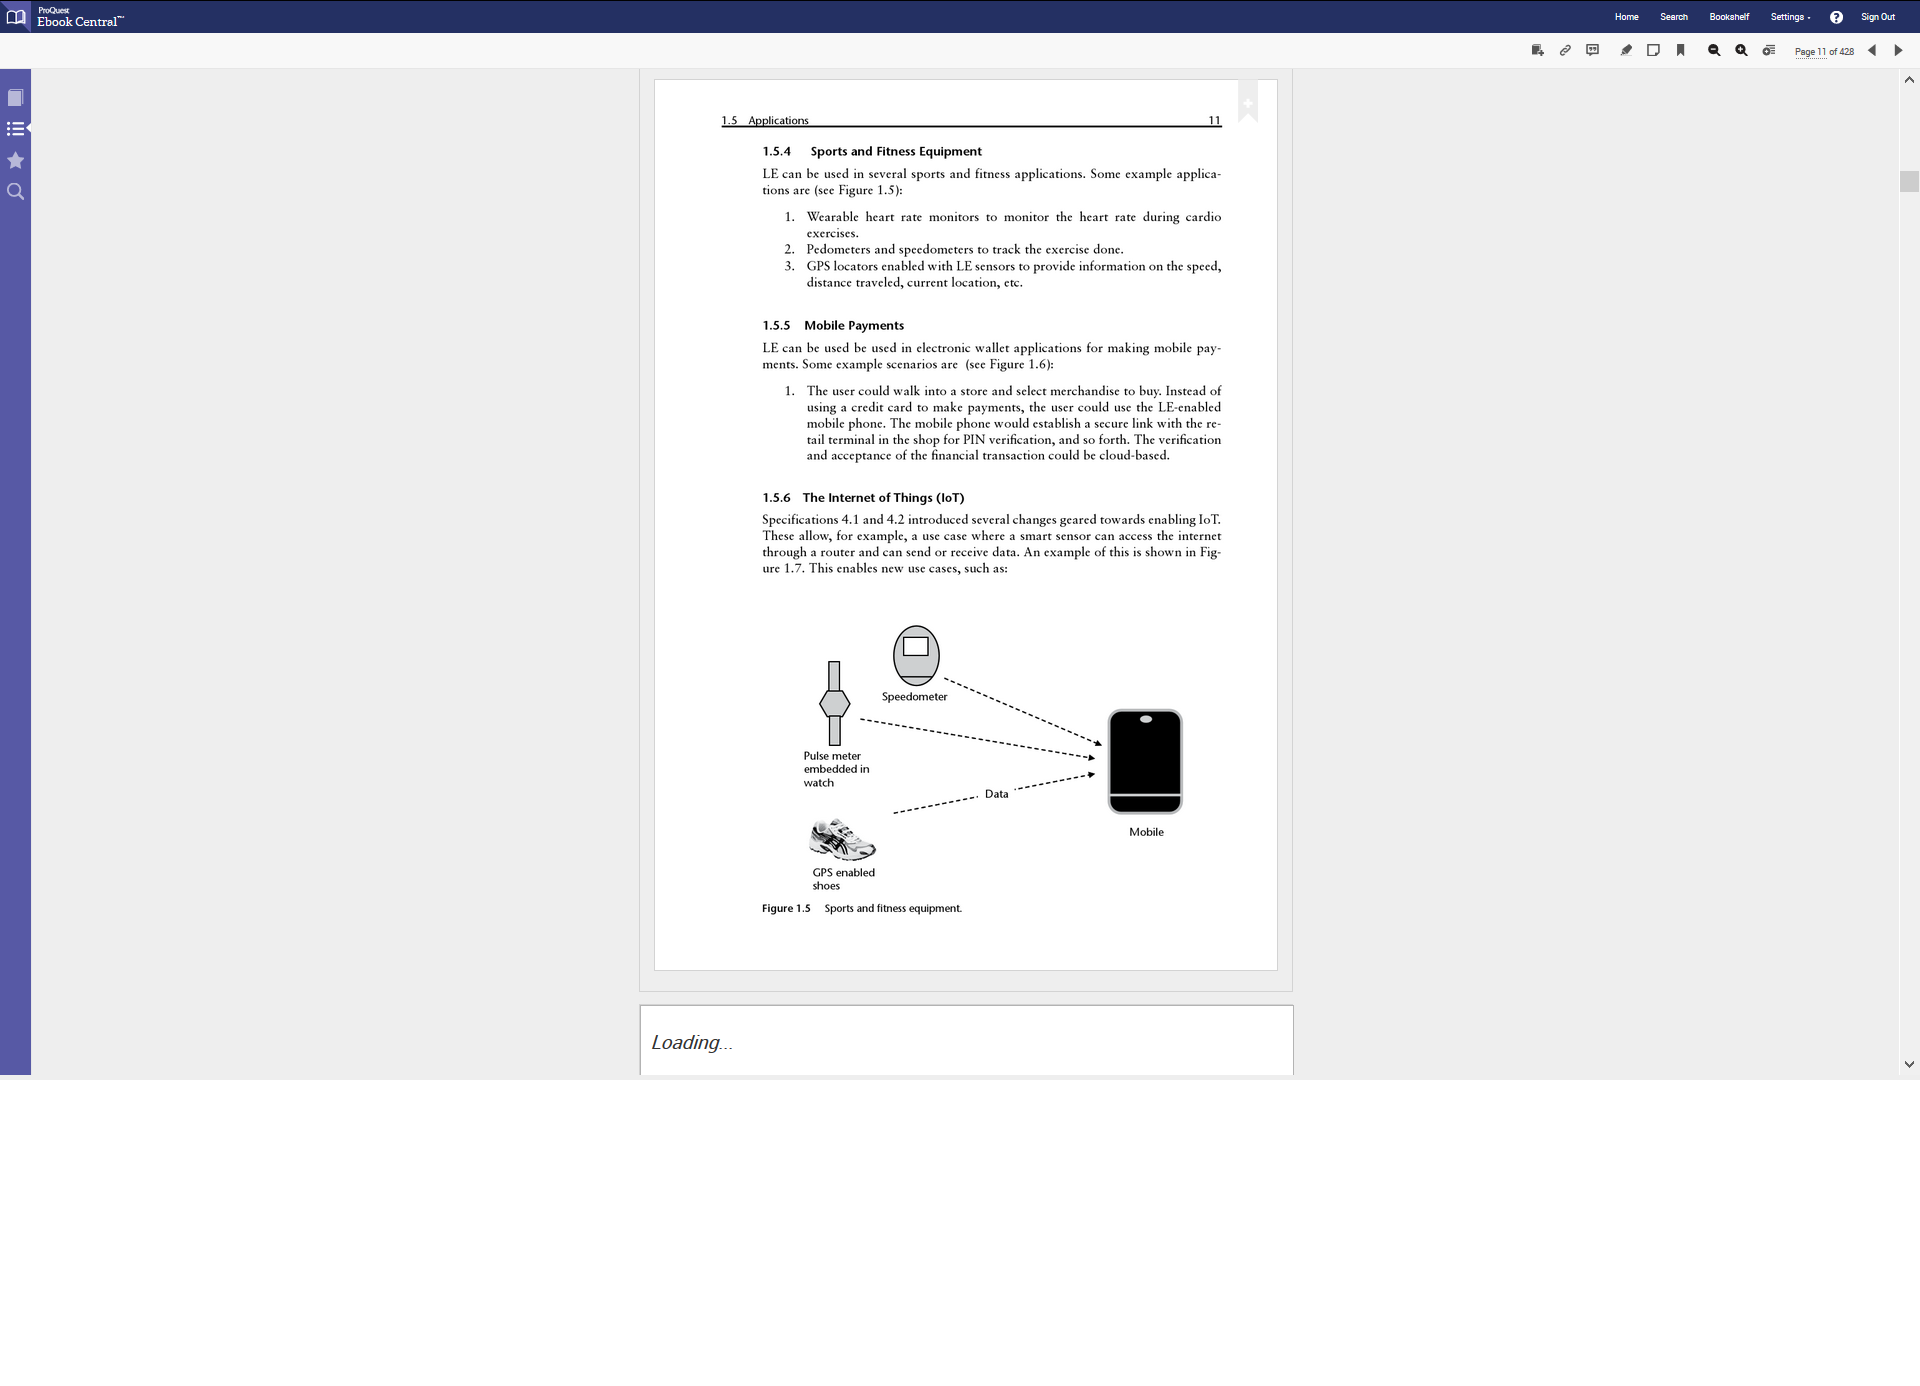 ProQuest
Ebook Central™
Home Search Bookshelf Settings ? Sign Out
Page 11 of 428
1.5 Applications 11
1.5.4 Sports and Fitness Equipment
LE can be used in several sports and fitness applications. Some example applica-
tions are (see Figure 1.5):
1. Wearable heart rate monitors to monitor the heart rate during cardio
exercises.
2. Pedometers and speedometers to track the exercise done.
3. GPS locators enabled with LE sensors to provide information on the speed,
distance traveled, current location, etc.
1.5.5 Mobile Payments
LE can be used be used in electronic wallet applications for making mobile pay-
ments. Some example scenarios are (see Figure 1.6):
1. The user could walk into a store and select merchandise to buy. Instead of
using a credit card to make payments, the user could use the LE-enabled
mobile phone. The mobile phone would establish a secure link with the re-
tail terminal in the shop for PIN verification, and so forth. The verification
and acceptance of the financial transaction could be cloud-based.
1.5.6 The Internet of Things (IoT)
Specifications 4.1 and 4.2 introduced several changes geared towards enabling IoT.
These allow, for example, a use case where a smart sensor can access the internet
through a router and can send or receive data. An example of this is shown in Fig-
ure 1.7. This enables new use cases, such as:
Speedometer
Pulse meter
embedded in
watch
Data
Mobile
GPS enabled
shoes
Figure 1.5 Sports and fitness equipment.
Loading...